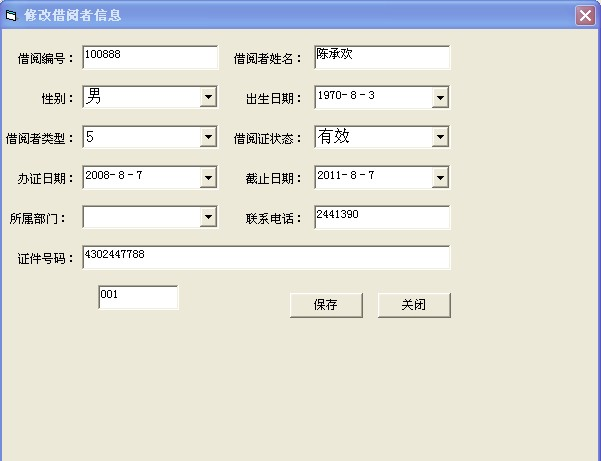 修改借阅者信息
借阅编号： 100888 借阅者姓名： 陈承欢
性别： 男 出生日期： 1970-8-3
借阅者类型： 5 借阅证状态： 有效
办证日期： 2008-8-7 截止日期： 2011-8-7
所属部门： 联系电话： 2441390
证件号码： 4302447788
001 保存 关闭